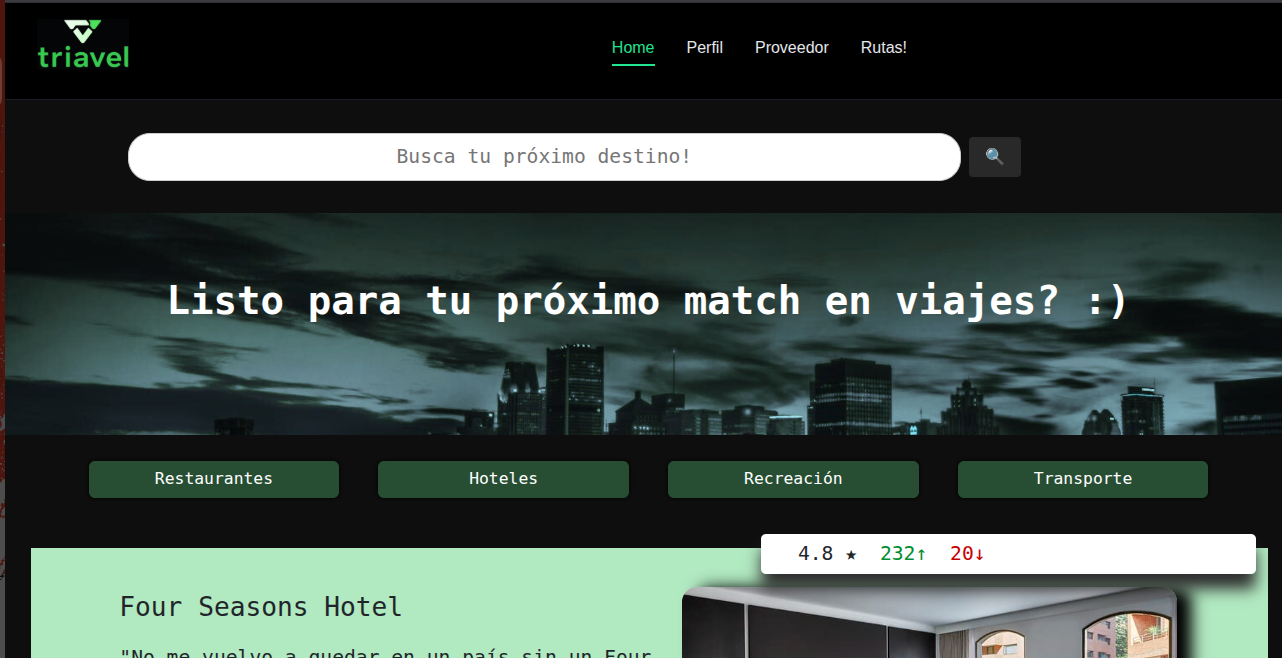 triavel
Home Perfil Proveedor Rutas!
Busca tu próximo destino!
Listo para tu próximo match en viajes? :)
Restaurantes Hoteles Recreación Transporte
4.8 ★ 232↑ 20↓
Four Seasons Hotel
"No me vuelvo a quedar en un país sin un Four